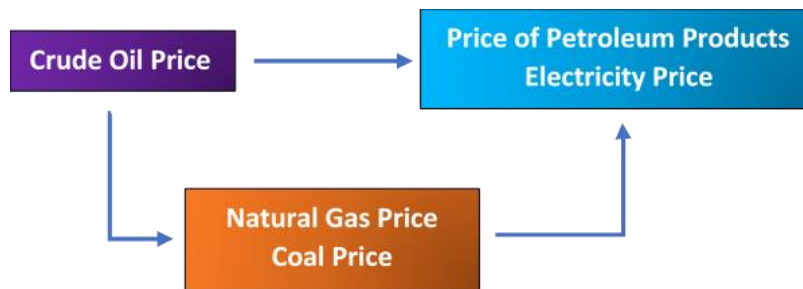 Crude Oil Price
Price of Petroleum Products
Electricity Price
Natural Gas Price
Coal Price